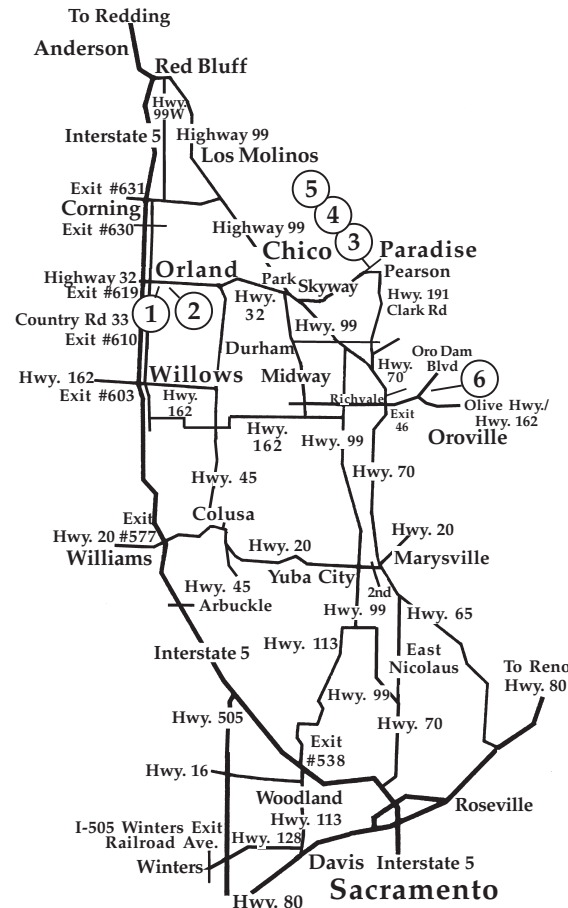 To Redding
Anderson
Red Bluff
Hwy.
99W
Interstate 5
Highway 99
Los Molinos
5
4
3
Exit #631
Corning
Exit #630
Highway 99
Chico
Paradise
Pearson
Highway 32
Orland
Exit #619
Park
Skyway
Hwy.
32
Hwy. 191
Clark Rd
1
2
Country Rd 33
Exit #610
Hwy. 99
Durham
Midway
Hwy.
70
Oro Dam
Blvd
6
Hwy. 162
Willows
Exit #603
Hwy.
162
Richvale
Exit
46
Olive Hwy./
Hwy. 162
Oroville
Hwy.
162
Hwy. 99
Hwy. 45
Hwy. 70
Colusa
Exit
Hwy. 20 #577
Williams
Hwy. 20
Hwy. 20
Marysville
Yuba City
Hwy. 45
2nd
Arbuckle
Hwy. 99
Hwy. 65
Interstate 5
Hwy. 113
East
Nicolaus
To Reno
Hwy. 80
Hwy. 99
Hwy. 505
Hwy. 70
Exit
#538
Hwy. 16
Woodland
Roseville
I-505 Winters Exit
Railroad Ave.
Hwy. 113
Hwy. 128
Winters
Davis
Interstate 5
Hwy. 80
Sacramento